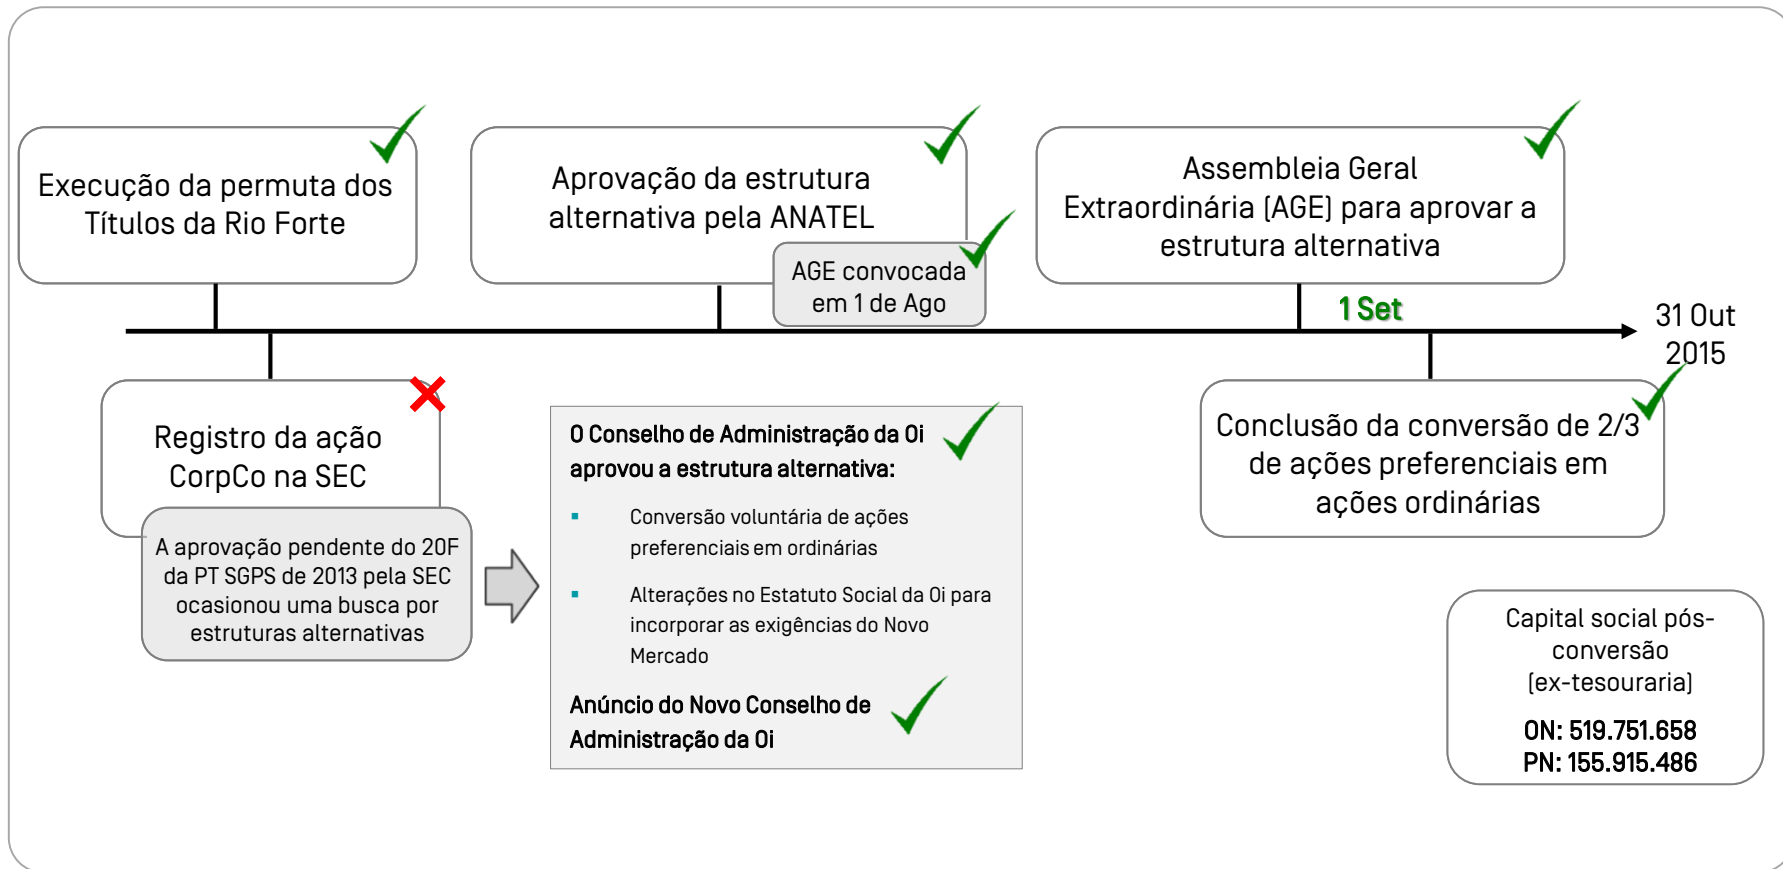 Execução da permuta dos
Títulos da Rio Forte
Aprovação da estrutura
alternativa pela ANATEL
AGE convocada
em 1 de Ago
Assembleia Geral
Extraordinária (AGE) para aprovar a
estrutura alternativa
1 Set
31 Out
2015
Registro da ação
CorpCo na SEC
A aprovação pendente do 20F
da PT SGPS de 2013 pela SEC
ocasionou uma busca por
estruturas alternativas
O Conselho de Administração da Oi
aprovou a estrutura alternativa:
▪ Conversão voluntária de ações
preferenciais em ordinárias
▪ Alterações no Estatuto Social da Oi para
incorporar as exigências do Novo
Mercado
Anúncio do Novo Conselho de
Administração da Oi
Conclusão da conversão de 2/3
de ações preferenciais em
ações ordinárias
Capital social pós-
conversão
(ex-tesouraria)
ON: 519.751.658
PN: 155.915.486